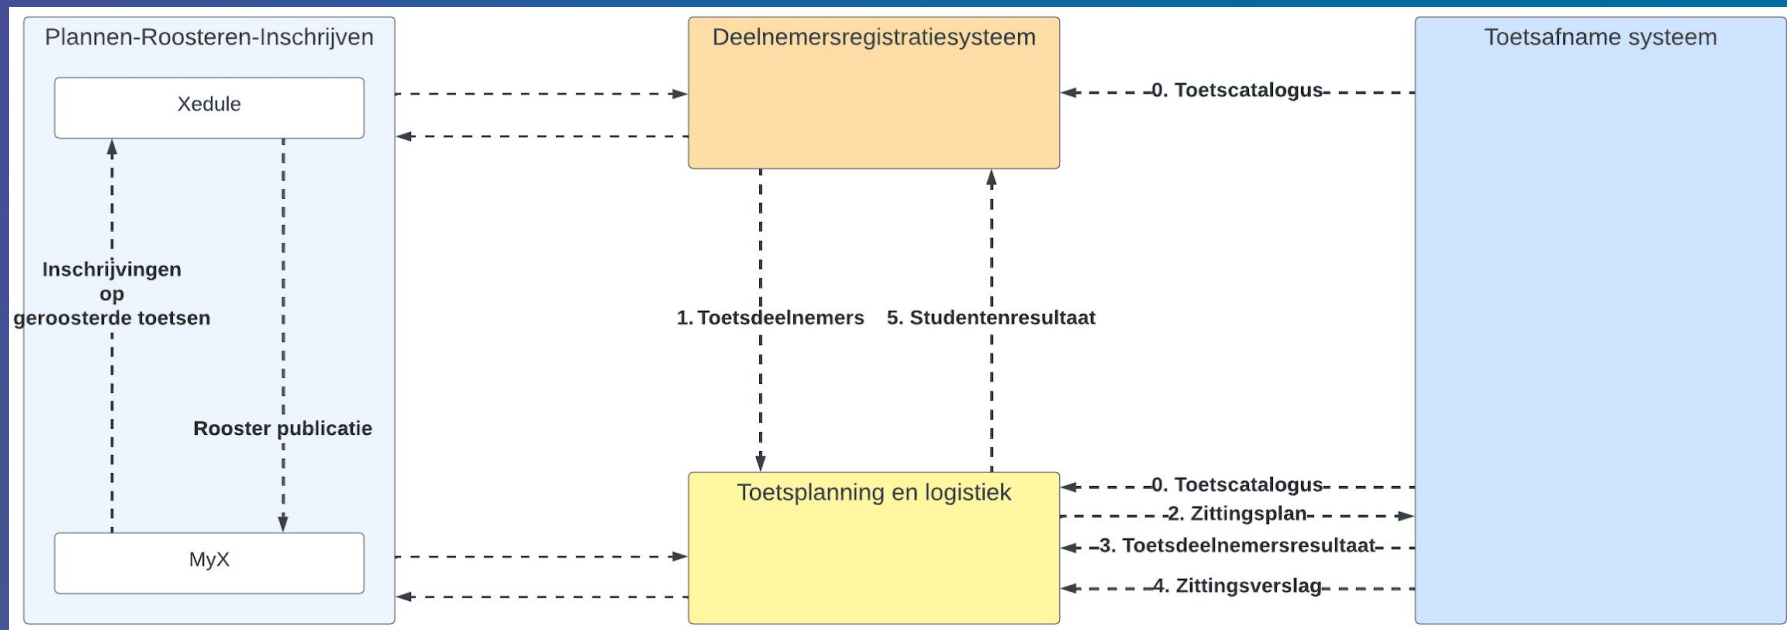 Plannen-Roosteren-Inschrijven
Xedule
Inschrijvingen
op
geroosterde toetsen
Rooster publicatie
MyX
Deelnemersregistratiesysteem
1. Toetsdeelnemers
5. Studentenresultaat
Toetsplanning en logistiek
Toetsafname systeem
0. Toetscatalogus
0. Toetscatalogus
2. Zittingsplan
3. Toetsdeelnemersresultaat
4. Zittingsverslag